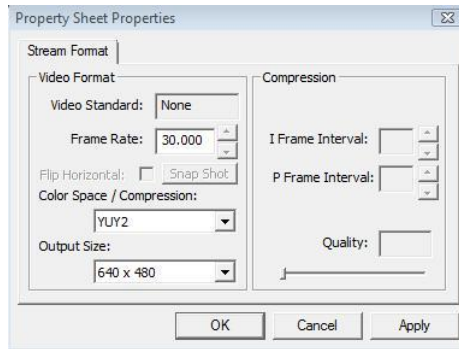 Property Sheet Properties
Stream Format
Video Format
Video Standard: None
Frame Rate: 30.000
Flip Horizontal: Snap Shot
Color Space / Compression:
YUY2
Output Size:
640 x 480
Compression
I Frame Interval:
P Frame Interval:
Quality:
OK Cancel Apply